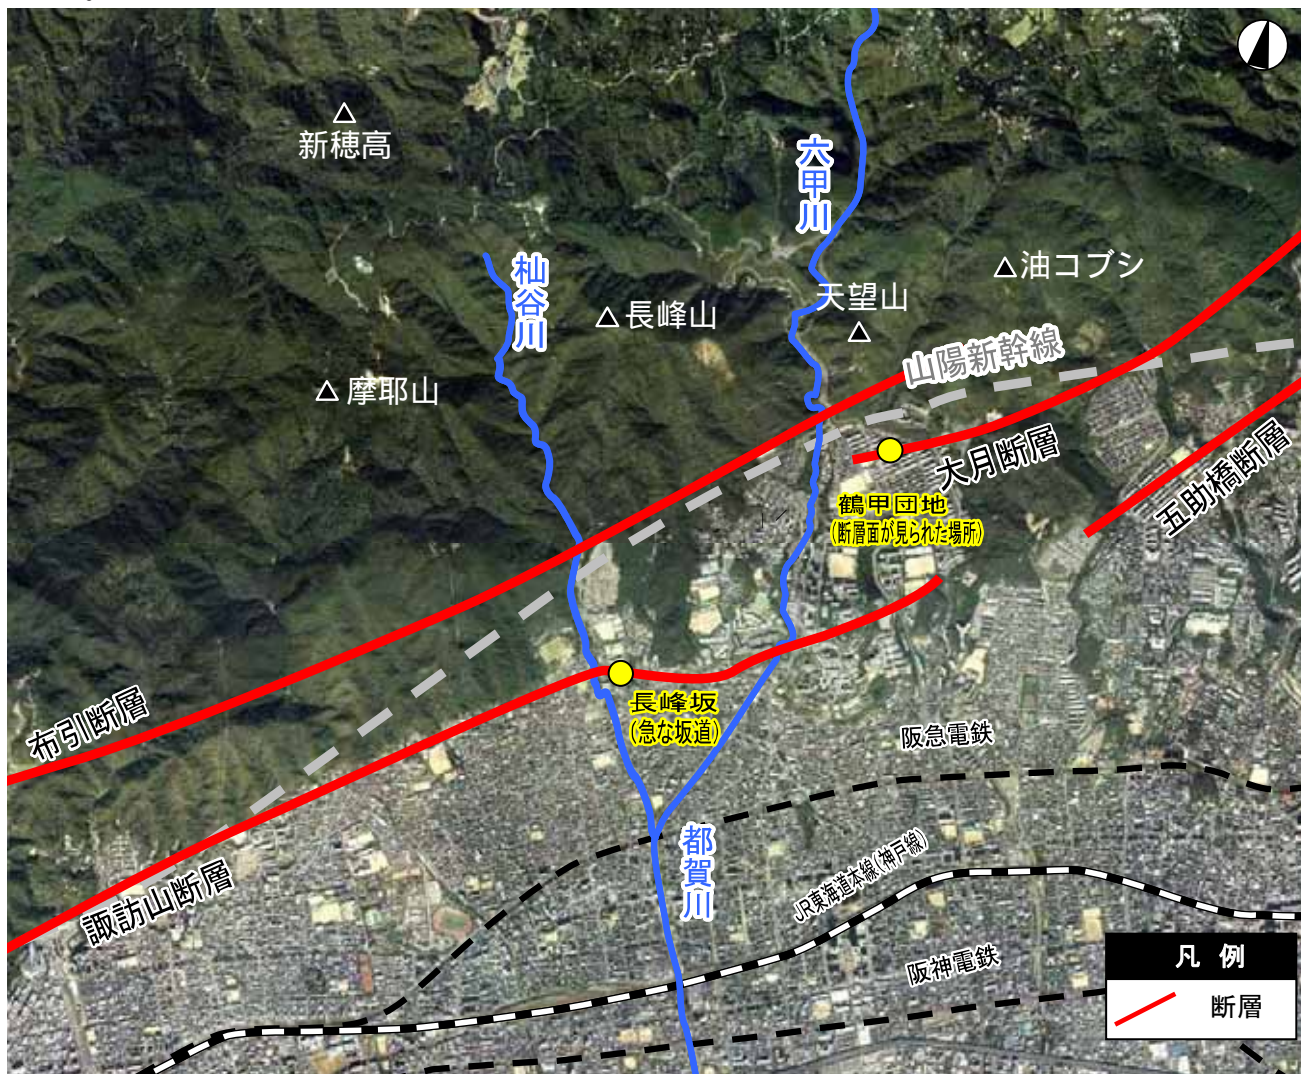 新穂高
六甲川
杣谷川
油コブシ
天望山
長峰山
摩耶山
山陽新幹線
大月断層
五助橋断層
鶴甲団地
(断層面が見られた場所)
布引断層
長峰坂
(急な坂道)
阪急電鉄
都賀川
JR東海道本線(神戸線)
諏訪山断層
阪神電鉄
凡例
断層